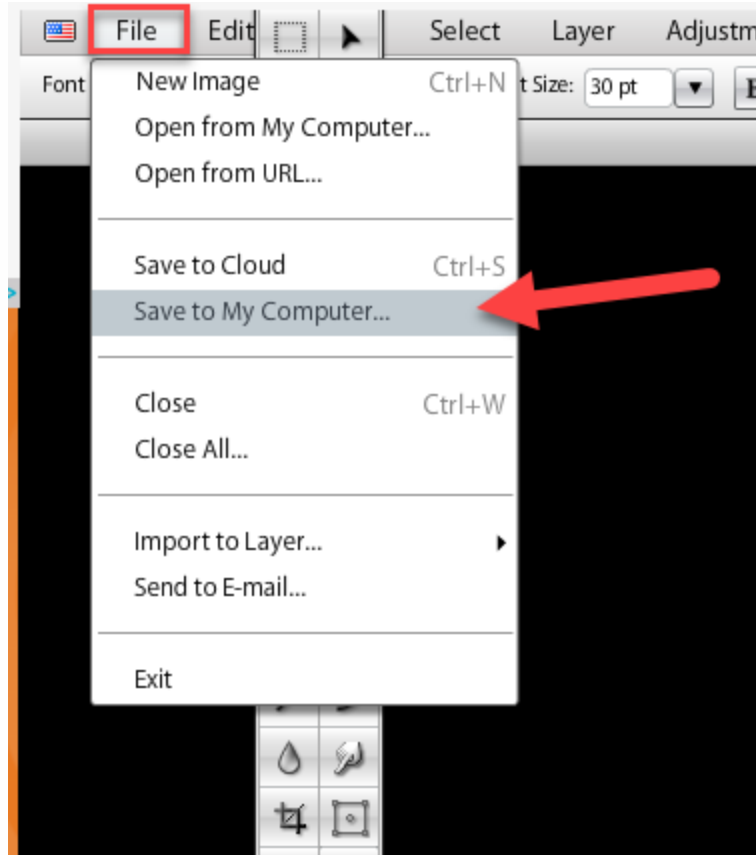 File Edit Select Layer Adjustm
Font t Size: 30 pt
New Image Ctrl+N
Open from My Computer...
Open from URL...
Save to Cloud Ctrl+S
Save to My Computer...
Close Ctrl+W
Close All...
Import to Layer...
Send to E-mail...
Exit